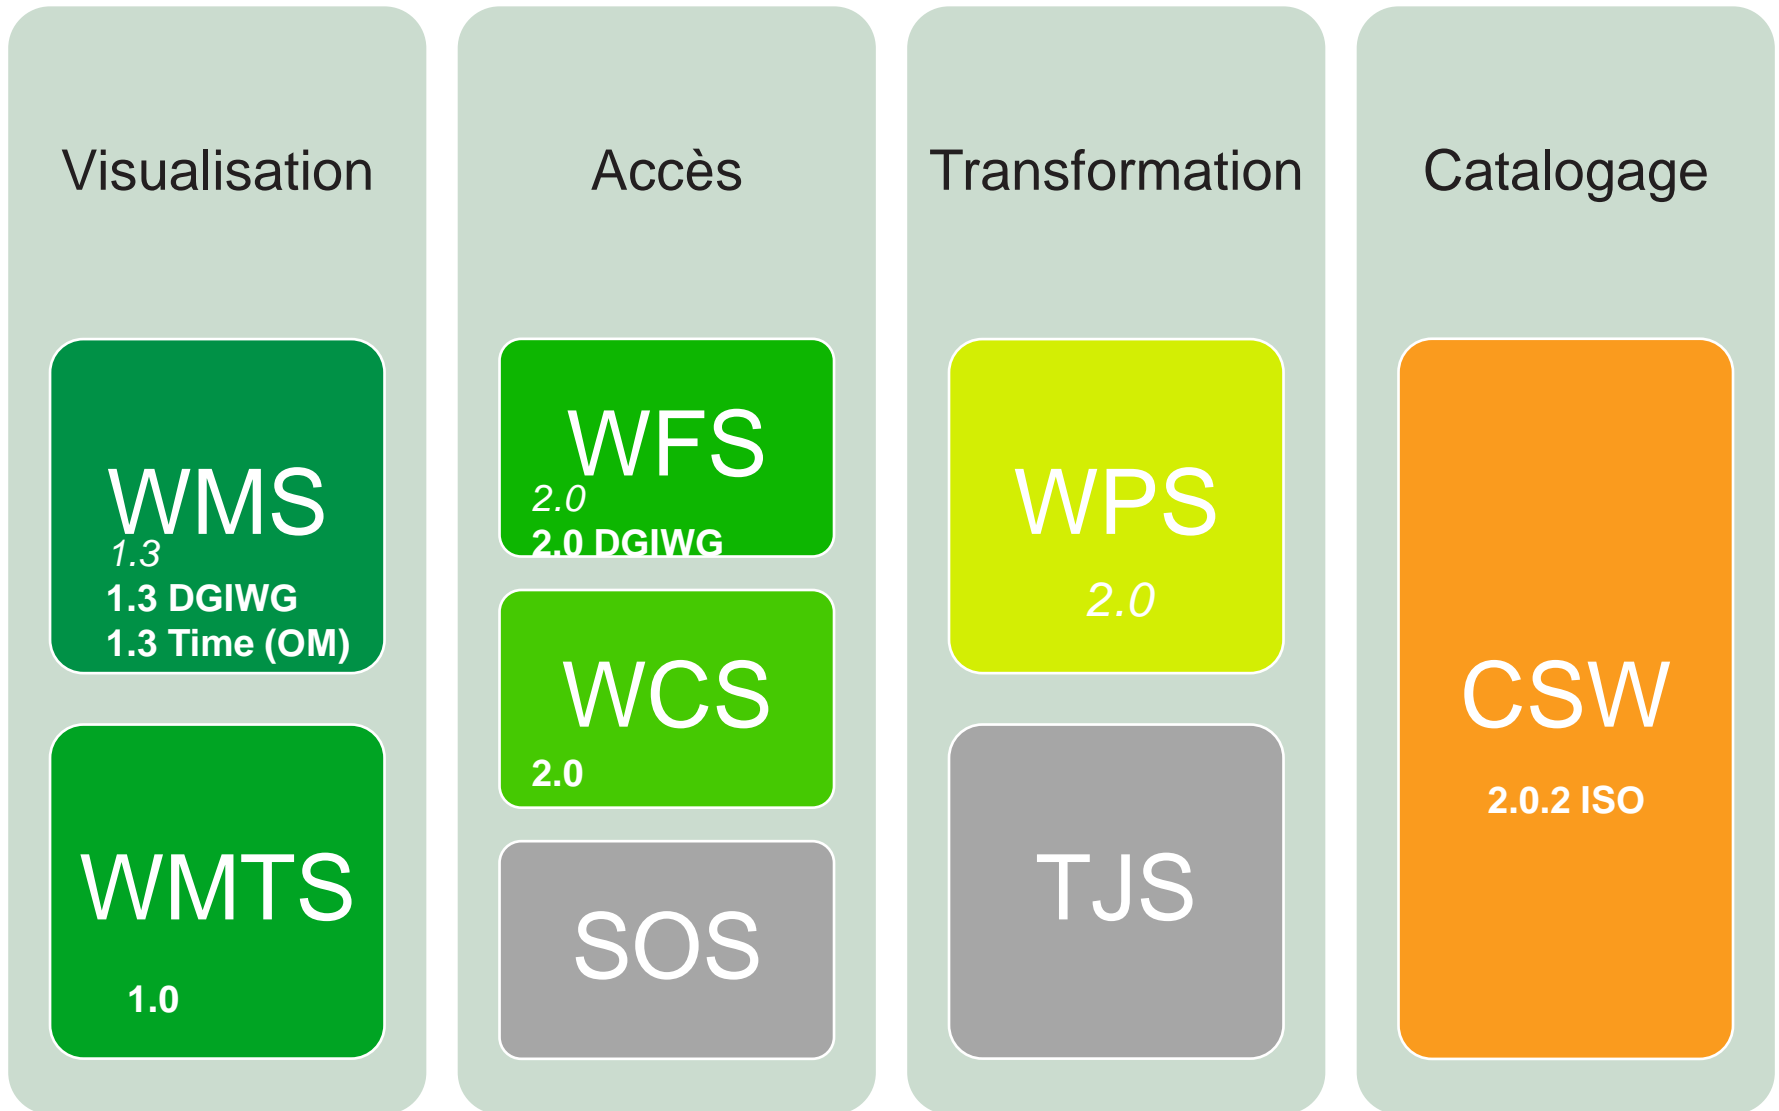 Visualisation
WMS
1.3
1.3 DGIWG
1.3 Time (OM)
WMTS
1.0
Accès
WFS
2.0
2.0 DGIWG
WCS
2.0
SOS
Transformation
WPS
2.0
TJS
Catalogage
CSW
2.0.2 ISO